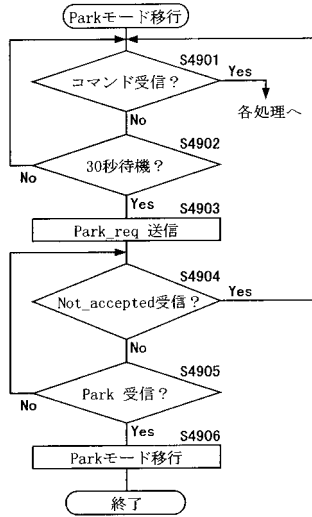 Parkモード移行
S4901
コマンド受信？
Yes
各処理へ
No
S4902
30秒待機？
No
Yes
S4903
Park_req 送信
S4904
Not_accepted受信？
Yes
No
S4905
Park 受信？
No
Yes
S4906
Parkモード移行
終了